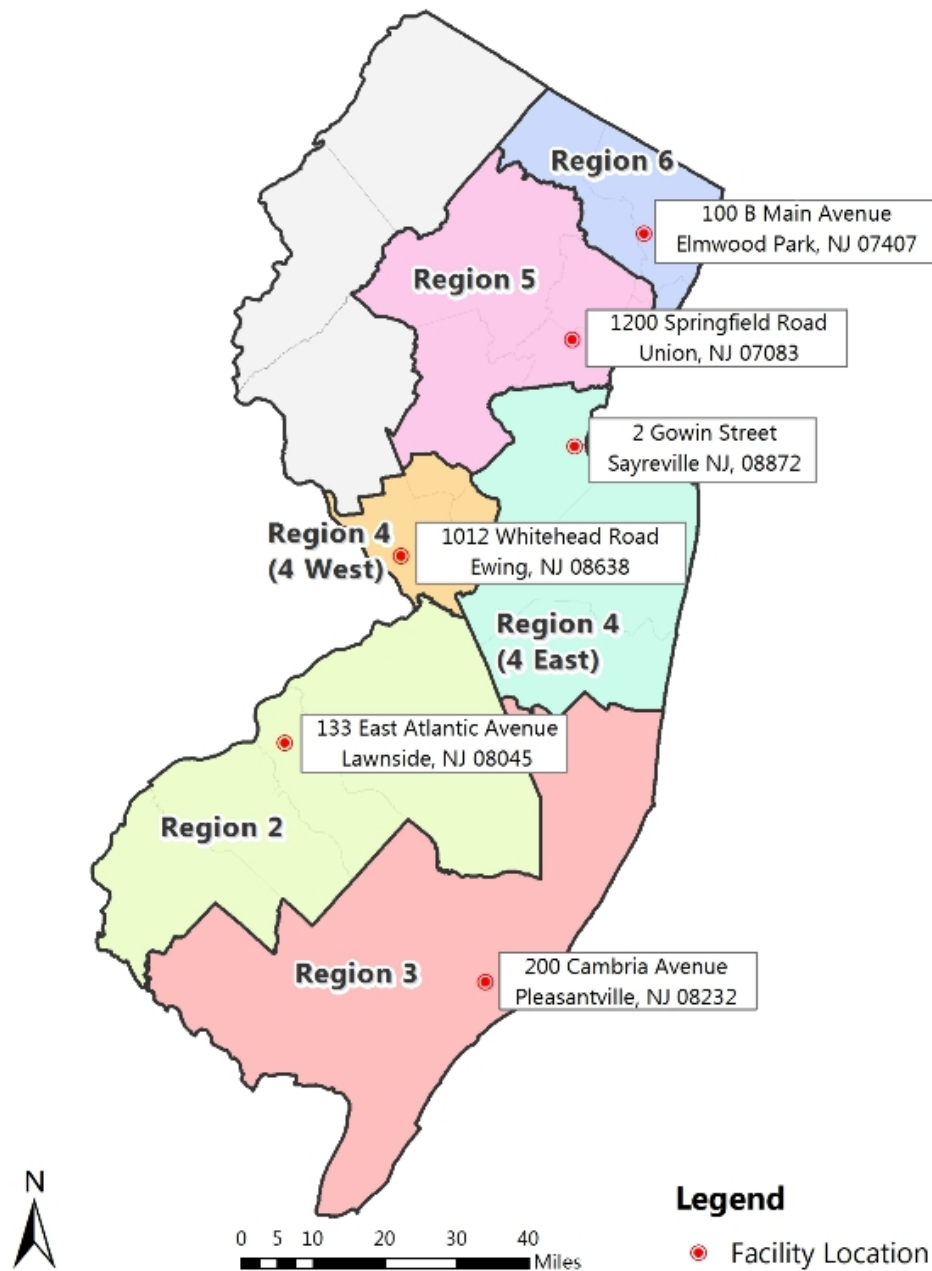 Region 6
100 B Main Avenue
Elmwood Park, NJ 07407
Region 5
1200 Springfield Road
Union, NJ 07083
2 Gowin Street
Sayreville NJ, 08872
Region 4
(4 West)
1012 Whitehead Road
Ewing, NJ 08638
Region 4
(4 East)
133 East Atlantic Avenue
Lawnside, NJ 08045
Region 2
Region 3
200 Cambria Avenue
Pleasantville, NJ 08232
N
0 5 10 20 30 40
Miles
Legend
Facility Location